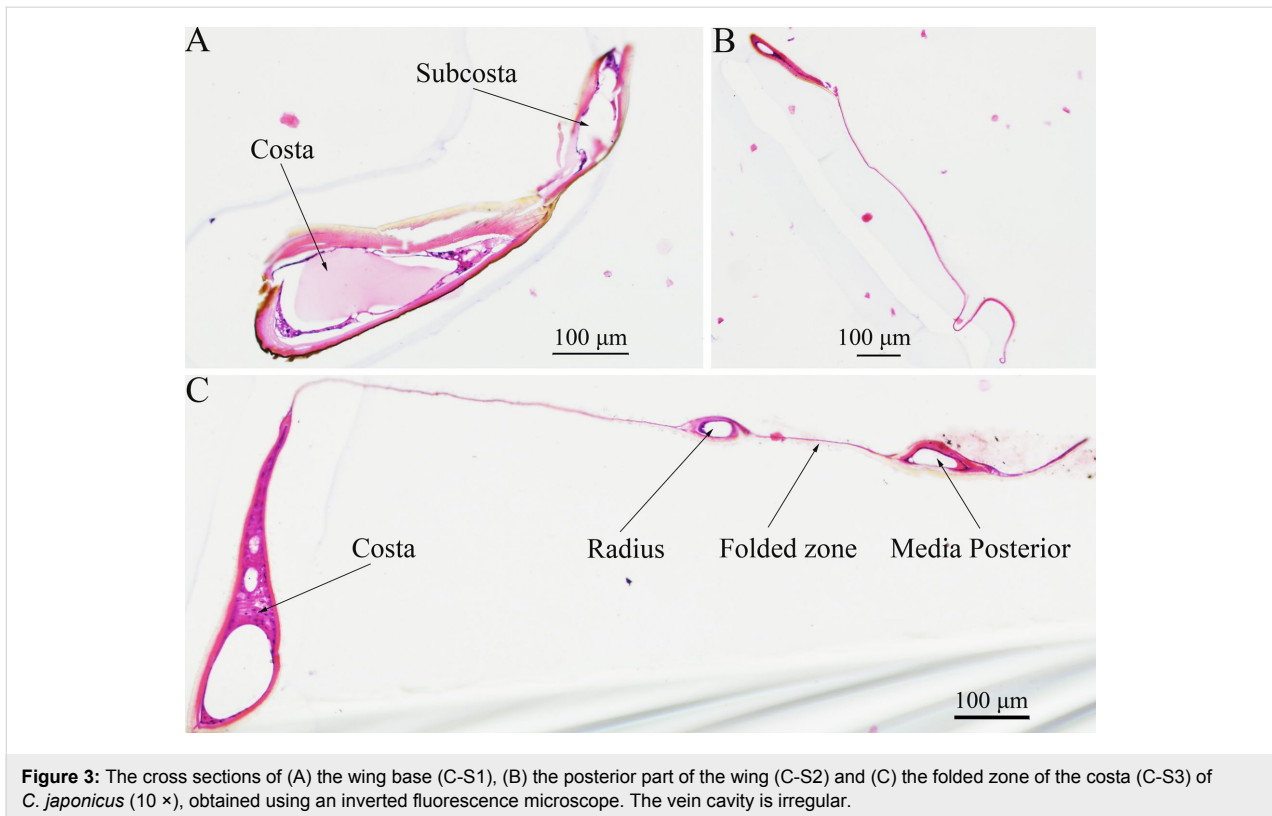 A
Subcosta
Costa
100 μm
B
100 μm
C
Costa
Radius
Folded zone
Media Posterior
100 μm
Figure 3: The cross sections of (A) the wing base (C-S1), (B) the posterior part of the wing (C-S2) and (C) the folded zone of the costa (C-S3) of
C. japonicus (10 ×), obtained using an inverted fluorescence microscope. The vein cavity is irregular.